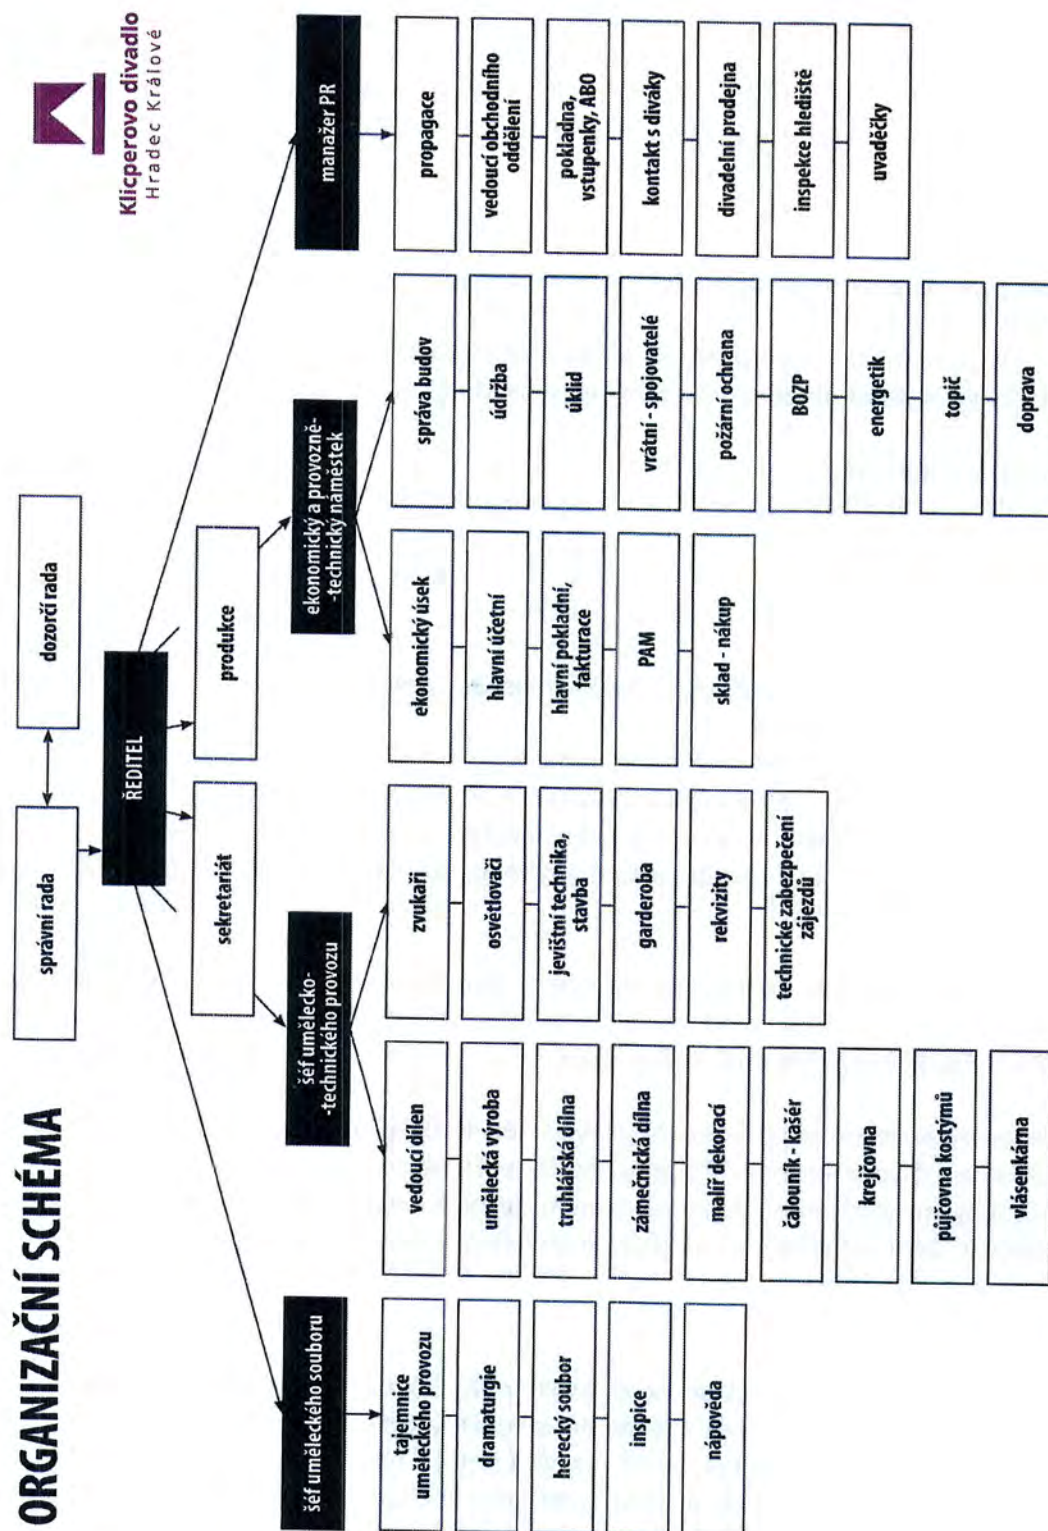 ORGANIZAČNÍ SCHÉMA
Klicperovo divadlo
Hradec Králové
správní rada
dozorčí rada
ŘEDITEL
sekretariát
produkce
šéf uměleckého souboru
šéf umělecko-
-technického provozu
ekonomický a provozně-
-technický náměstek
manažer PR
tajemnice
uměleckého provozu
dramaturgie
herecký soubor
inspice
nápověda
vedoucí dílen
umělecká výroba
truhlářská dílna
zámečnická dílna
malíř dekorací
čalouník - kašér
krejčovna
půjčovna kostýmů
vlásenkárna
zvukaři
osvětlovači
jevištní technika,
stavba
garderoba
rekvizity
technické zabezpečení
zájezdů
ekonomický úsek
hlavní účetní
hlavní pokladní,
fakturace
PAM
sklad - nákup
správa budov
údržba
úklid
vrátní - spojovatelé
požární ochrana
BOZP
energetik
topič
doprava
propagace
vedoucí obchodního
oddělení
pokladna,
vstupenky, ABO
kontakt s diváky
divadelní prodejna
inspekce hlediště
uvaděčky